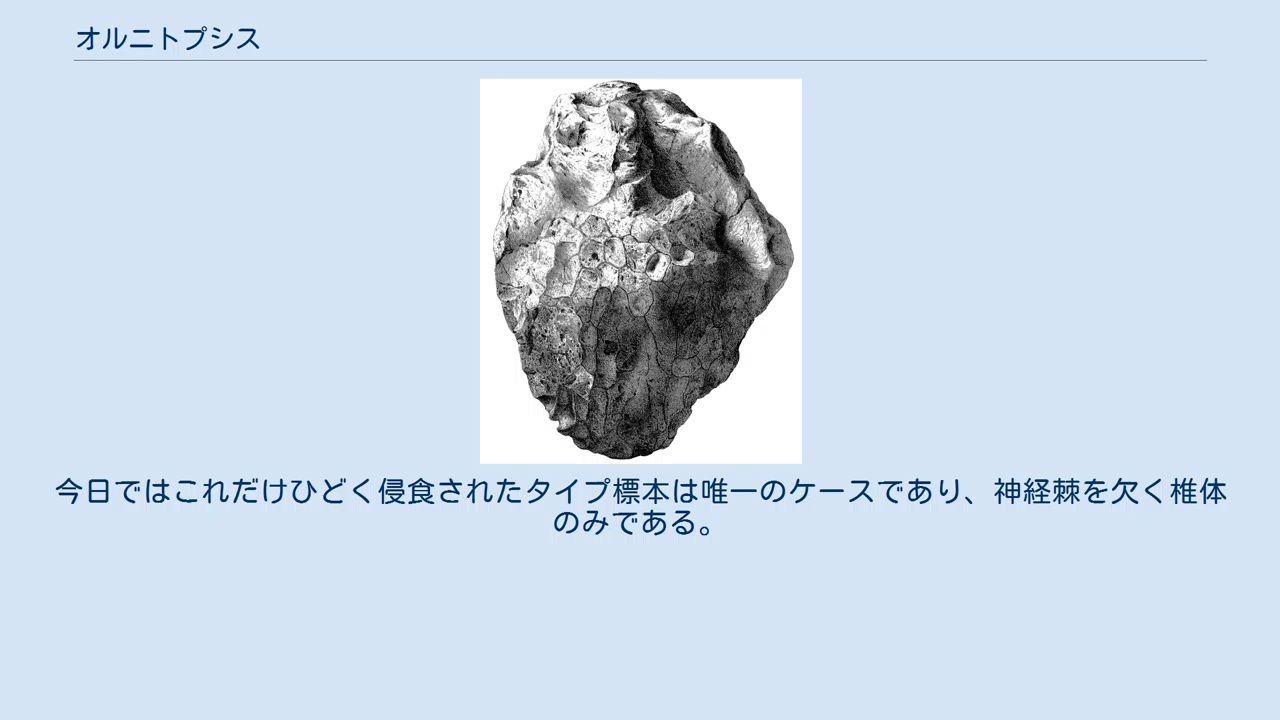 オルニトプシス
今日ではこれだけひどく侵食されたタイプ標本は唯一のケースであり、神経棘を欠く椎体
のみである。